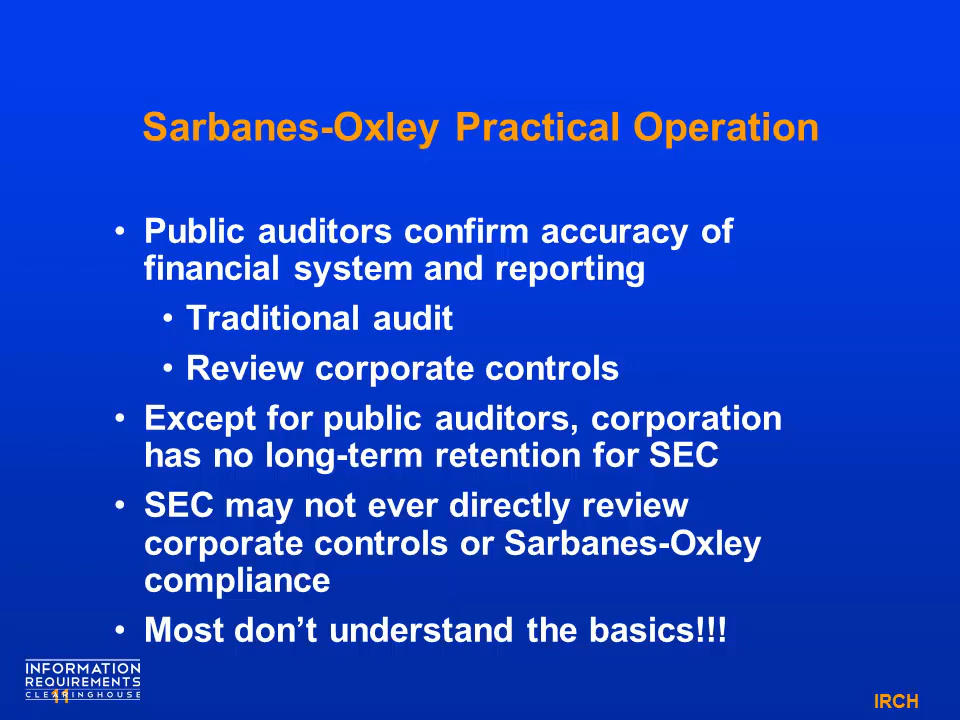 Sarbanes-Oxley Practical Operation
• Public auditors confirm accuracy of
financial system and reporting
• Traditional audit
• Review corporate controls
• Except for public auditors, corporation
has no long-term retention for SEC
• SEC may not ever directly review
corporate controls or Sarbanes-Oxley
compliance
• Most don’t understand the basics!!!
INFORMATION
REQUIREMENTS
CLEARINGHOUSE
11
IRCH